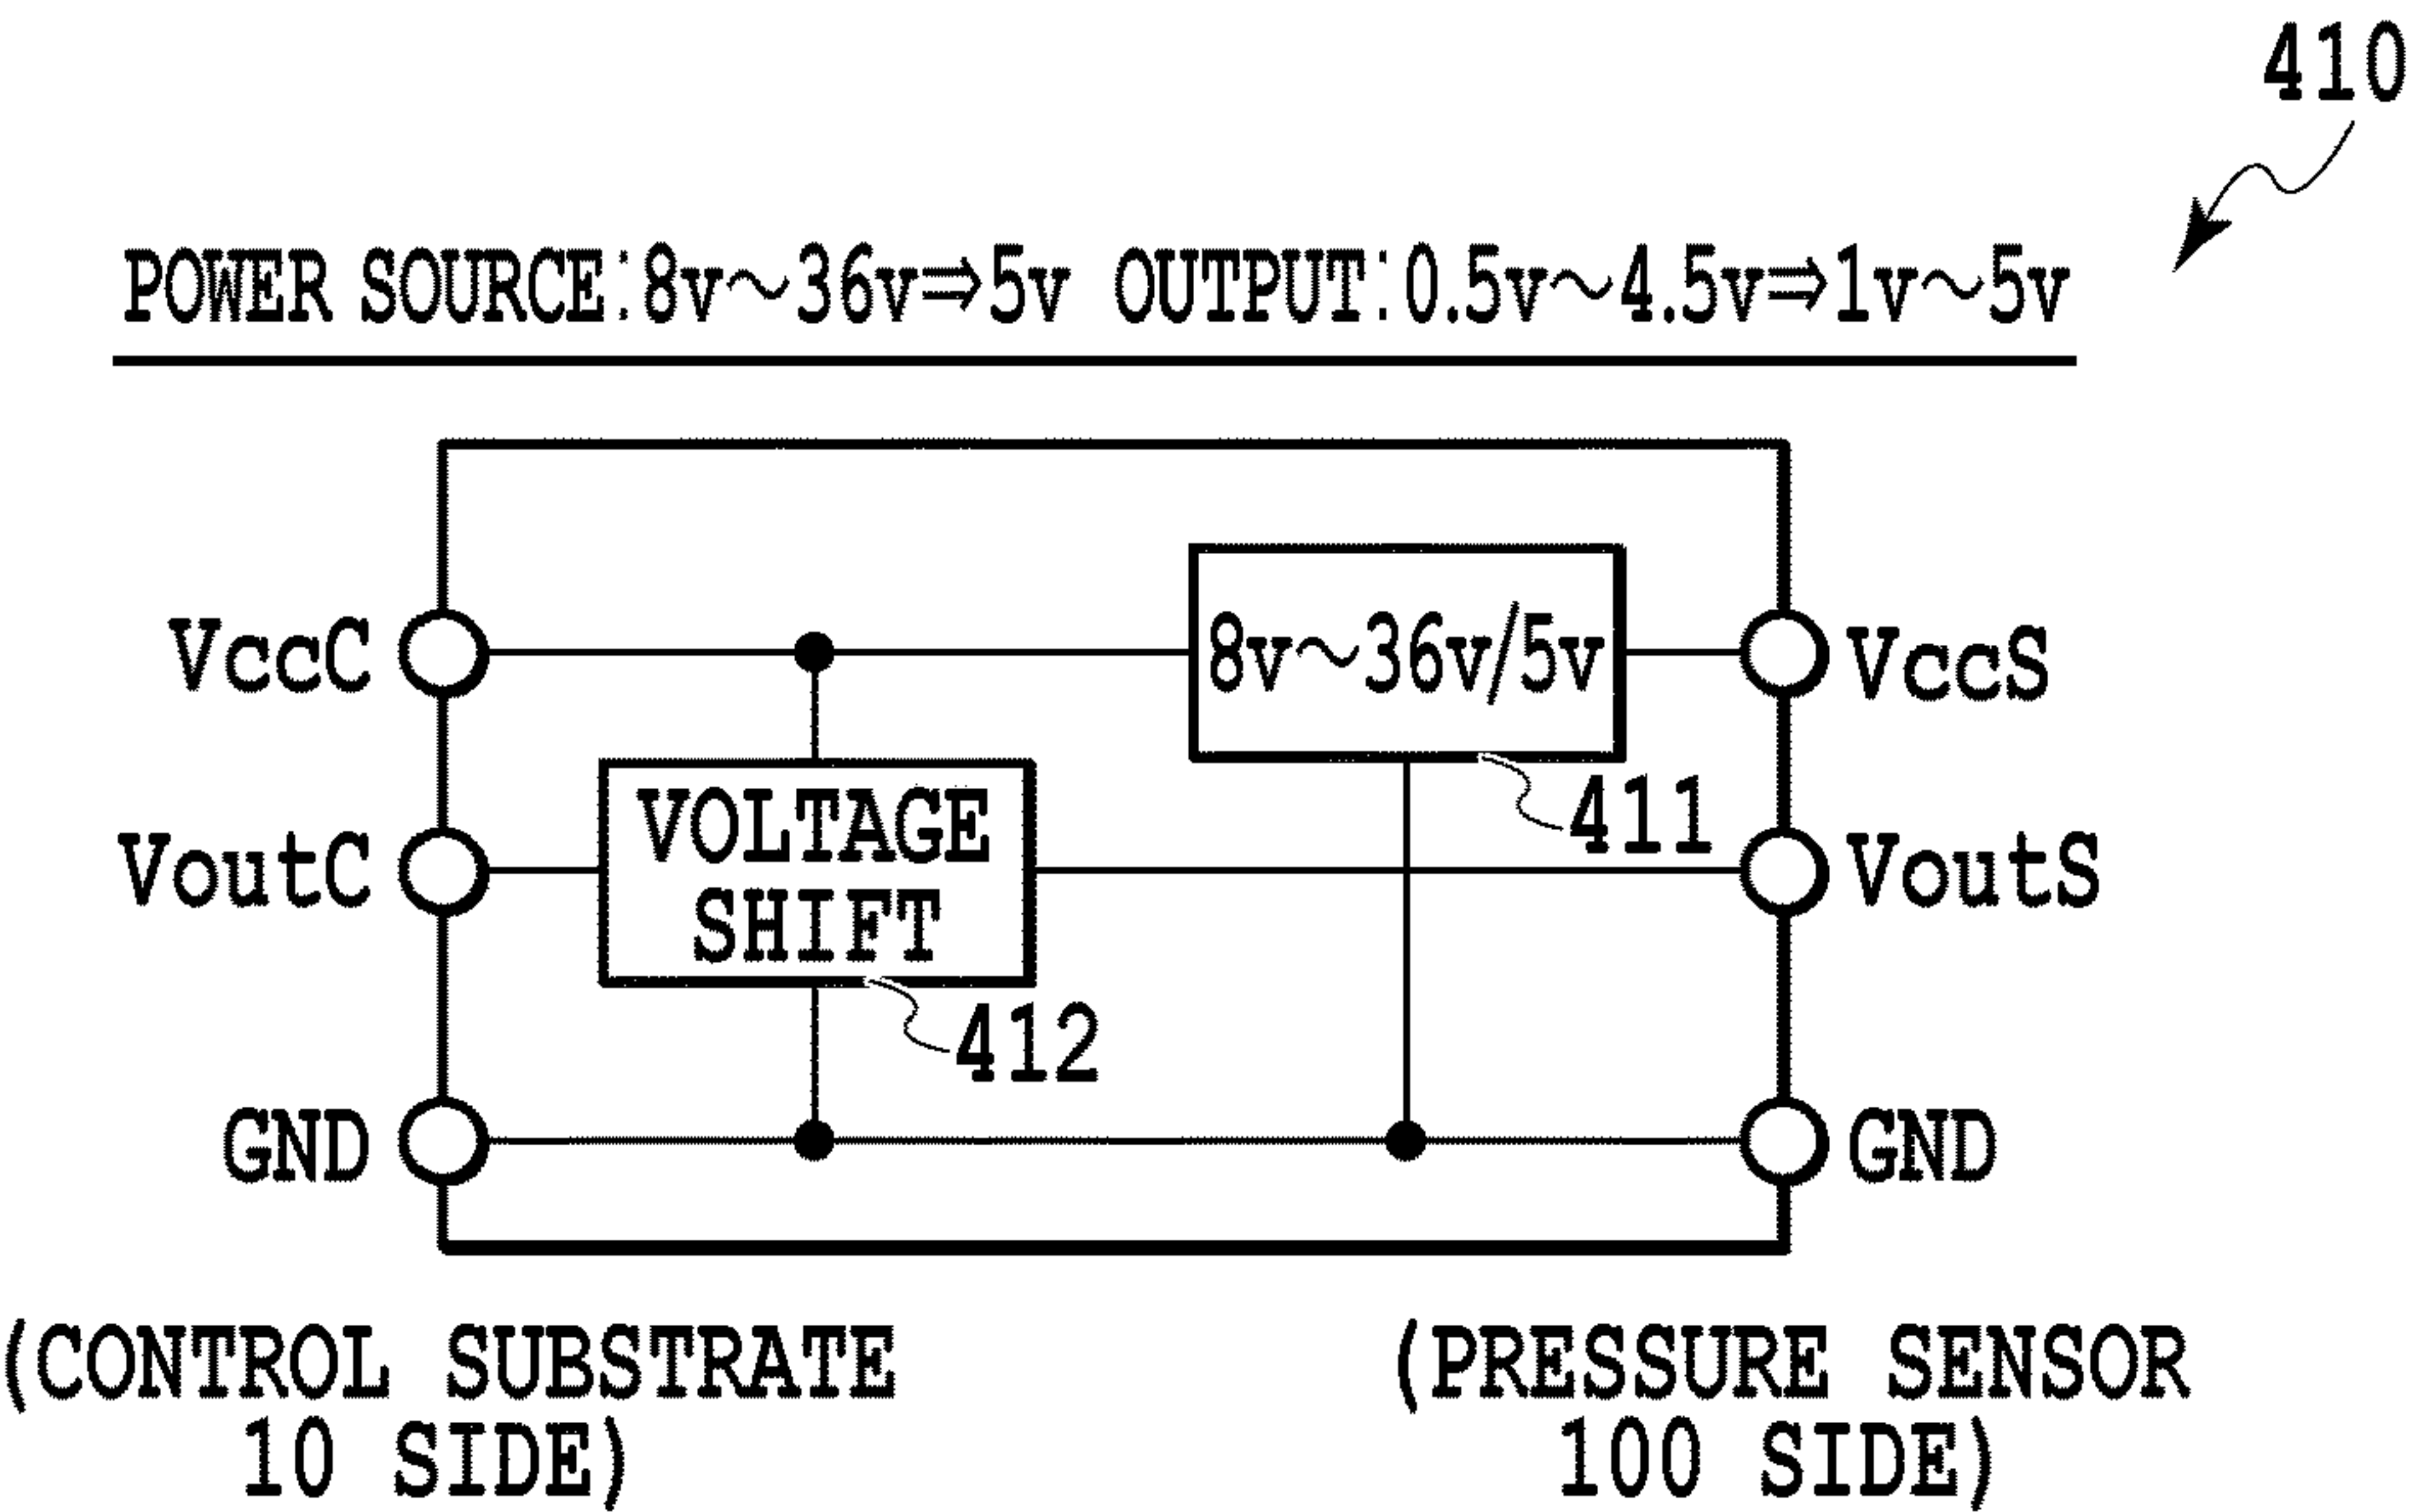 410
POWER SOURCE:8v～36v⇒5v OUTPUT:0.5v～4.5v⇒1v～5v
VccC
8v～36v/5v
VccS
411
VoutC
VOLTAGE
SHIFT
VoutS
412
GND
GND
(CONTROL SUBSTRATE
10 SIDE)
(PRESSURE SENSOR
100 SIDE)